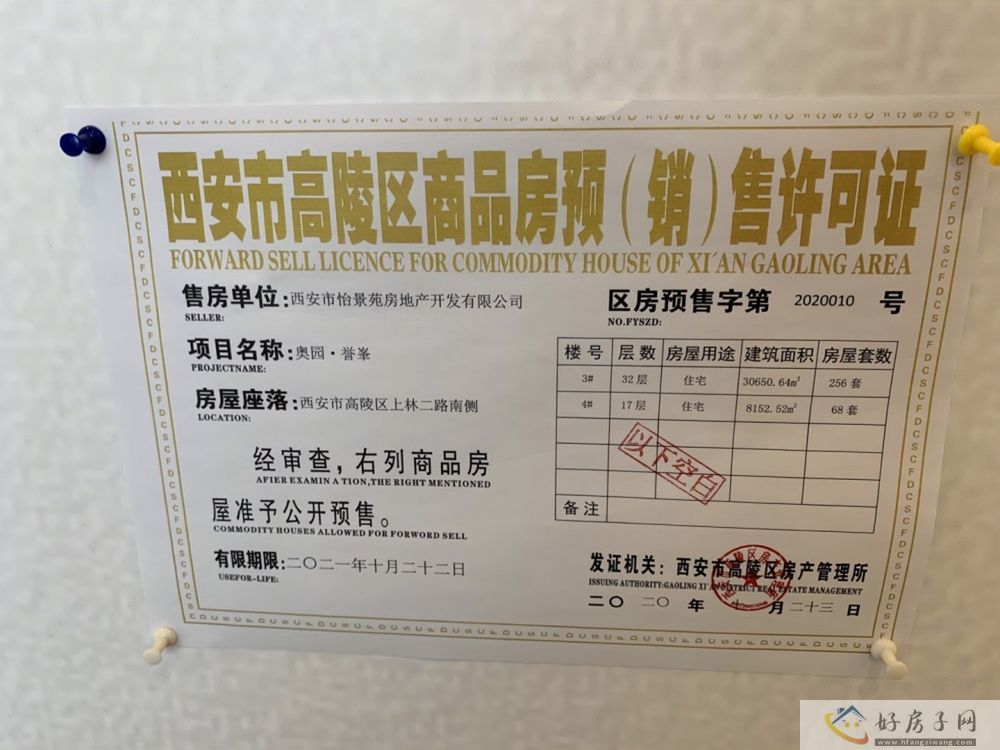 西安市高陵区商品房预（销）售许可证
FORWARD SELL LICENCE FOR COMMODITY HOUSE OF XI'AN GAOLING AREA
售房单位：西安市怡景苑房地产开发有限公司
SELLER:
区房预售字第 2020010 号
NO.FYSZD:
项目名称：奥园·誉峯
PROJECTNAME:
房屋座落：西安市高陵区上林二路南侧
LOCATION:
经审查，右列商品房
AFIER EXAMIN A TION,THE RIGHT MENTIONED
屋准予公开预售。
COMMODITY HOUSES ALLOWED FOR FORWORD SELL
有限期限：二〇二一年十月二十二日
USEFOR-LIFE:
楼号 层数 房屋用途 建筑面积 房屋套数
3# 32层 住宅 30650.64m² 256套
4# 17层 住宅 8152.52m² 68套
以下空白
备注
发证机关：西安市高陵区房产管理所
ISSUING AUTHORITY:GAOLING XI'AN DISTRICT REAL ESTATE MANAGEMENT
二〇二〇年 月二十三日
好房子网
www.hfangziwang.com